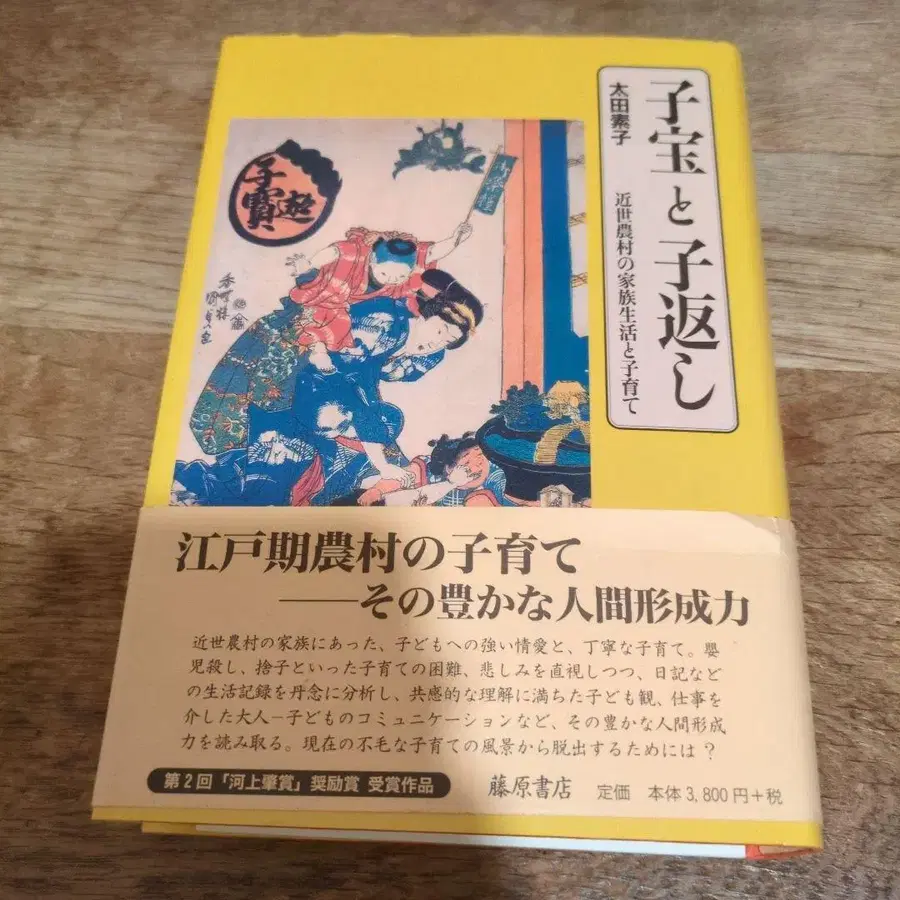 子宝と子返し
太田素子
近世農村の家族生活と子育て
子寶
遊
江戸期農村の子育て
――その豊かな人間形成力
近世農村の家族にあった、子どもへの強い情愛と、丁寧な子育て。嬰
児殺し、捨子といった子育ての困難、悲しみを直視しつつ、日記など
の生活記録を丹念に分析し、共感的な理解に満ちた子ども観、仕事を
介した大人−子どものコミュニケーションなど、その豊かな人間形成
力を読み取る。現在の不毛な子育ての風景から脱出するためには？
第2回「河上肇賞」奨励賞 受賞作品
藤原書店 定価 本体3,800円+税